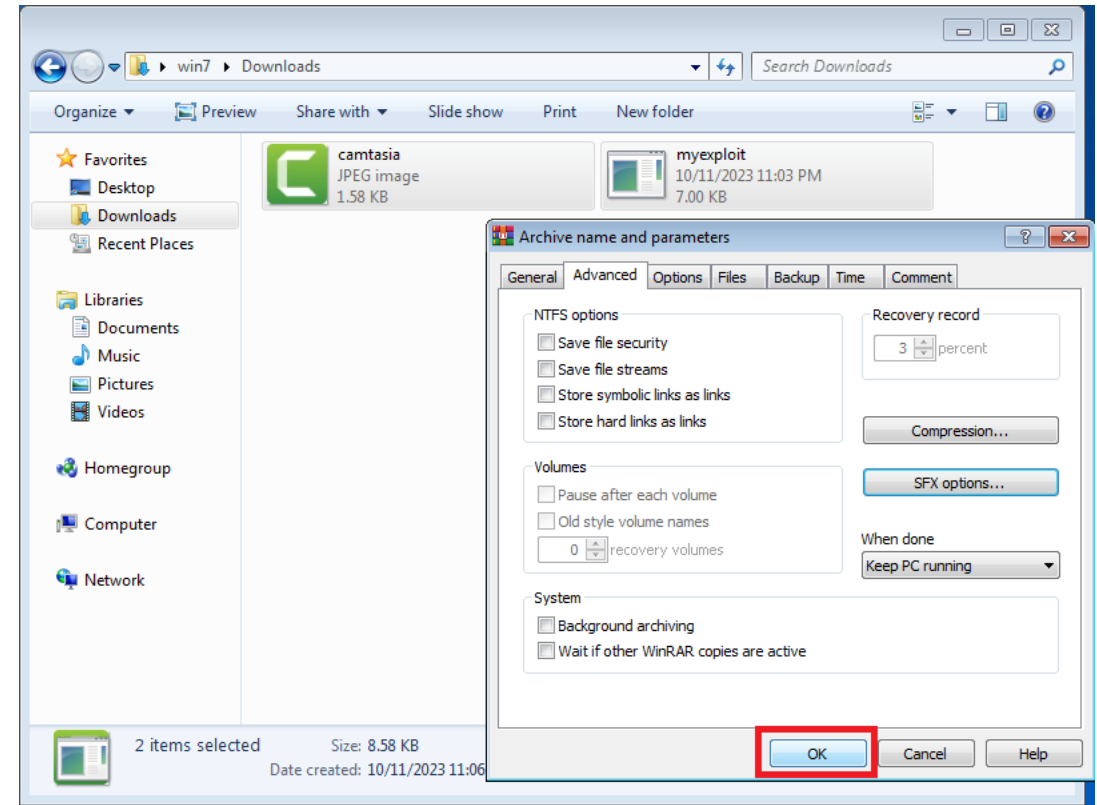 win7 Downloads
Search Downloads
Organize Preview Share with Slide show Print New folder
Favorites
Desktop
Downloads
Recent Places
Libraries
Documents
Music
Pictures
Videos
Homegroup
Computer
Network
camtasia
JPEG image
1.58 KB
myexploit
10/11/2023 11:03 PM
7.00 KB
Archive name and parameters
General Advanced Options Files Backup Time Comment
NTFS options
Save file security
Save file streams
Store symbolic links as links
Store hard links as links
Volumes
Pause after each volume
Old style volume names
0 recovery volumes
Recovery record
3 percent
Compression...
SFX options...
When done
Keep PC running
System
Background archiving
Wait if other WinRAR copies are active
OK Cancel Help
2 items selected Size: 8.58 KB
Date created: 10/11/2023 11:06